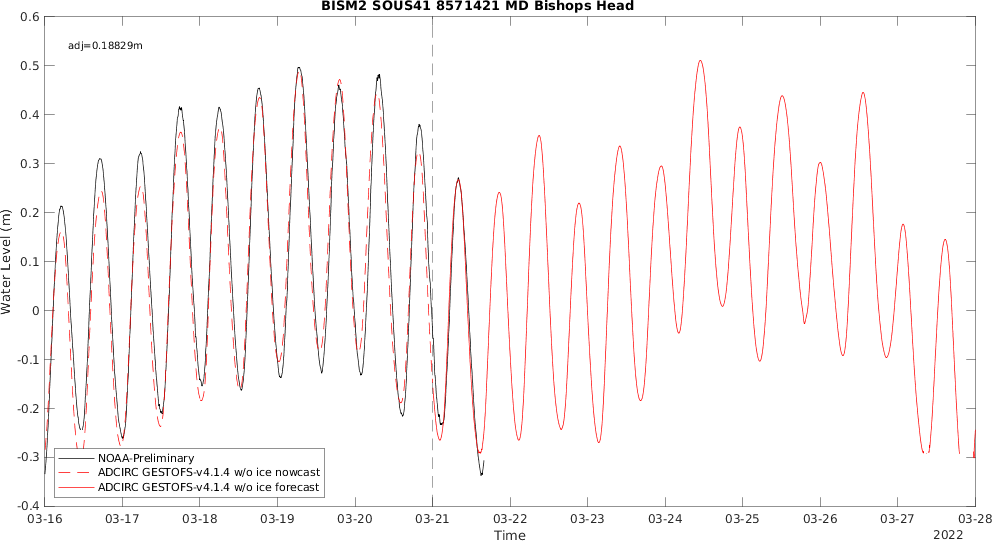 BISM2 SOUS41 8571421 MD Bishops Head
adj=0.18829m
0.6
0.5
0.4
0.3
0.2
0.1
0
-0.1
-0.2
-0.3
-0.4
Water Level (m)
NOAA-Preliminary
ADCIRC GESTOFS-v4.1.4 w/o ice nowcast
ADCIRC GESTOFS-v4.1.4 w/o ice forecast
03-16 03-17 03-18 03-19 03-20 03-21 03-22 03-23 03-24 03-25 03-26 03-27 03-28
Time
2022